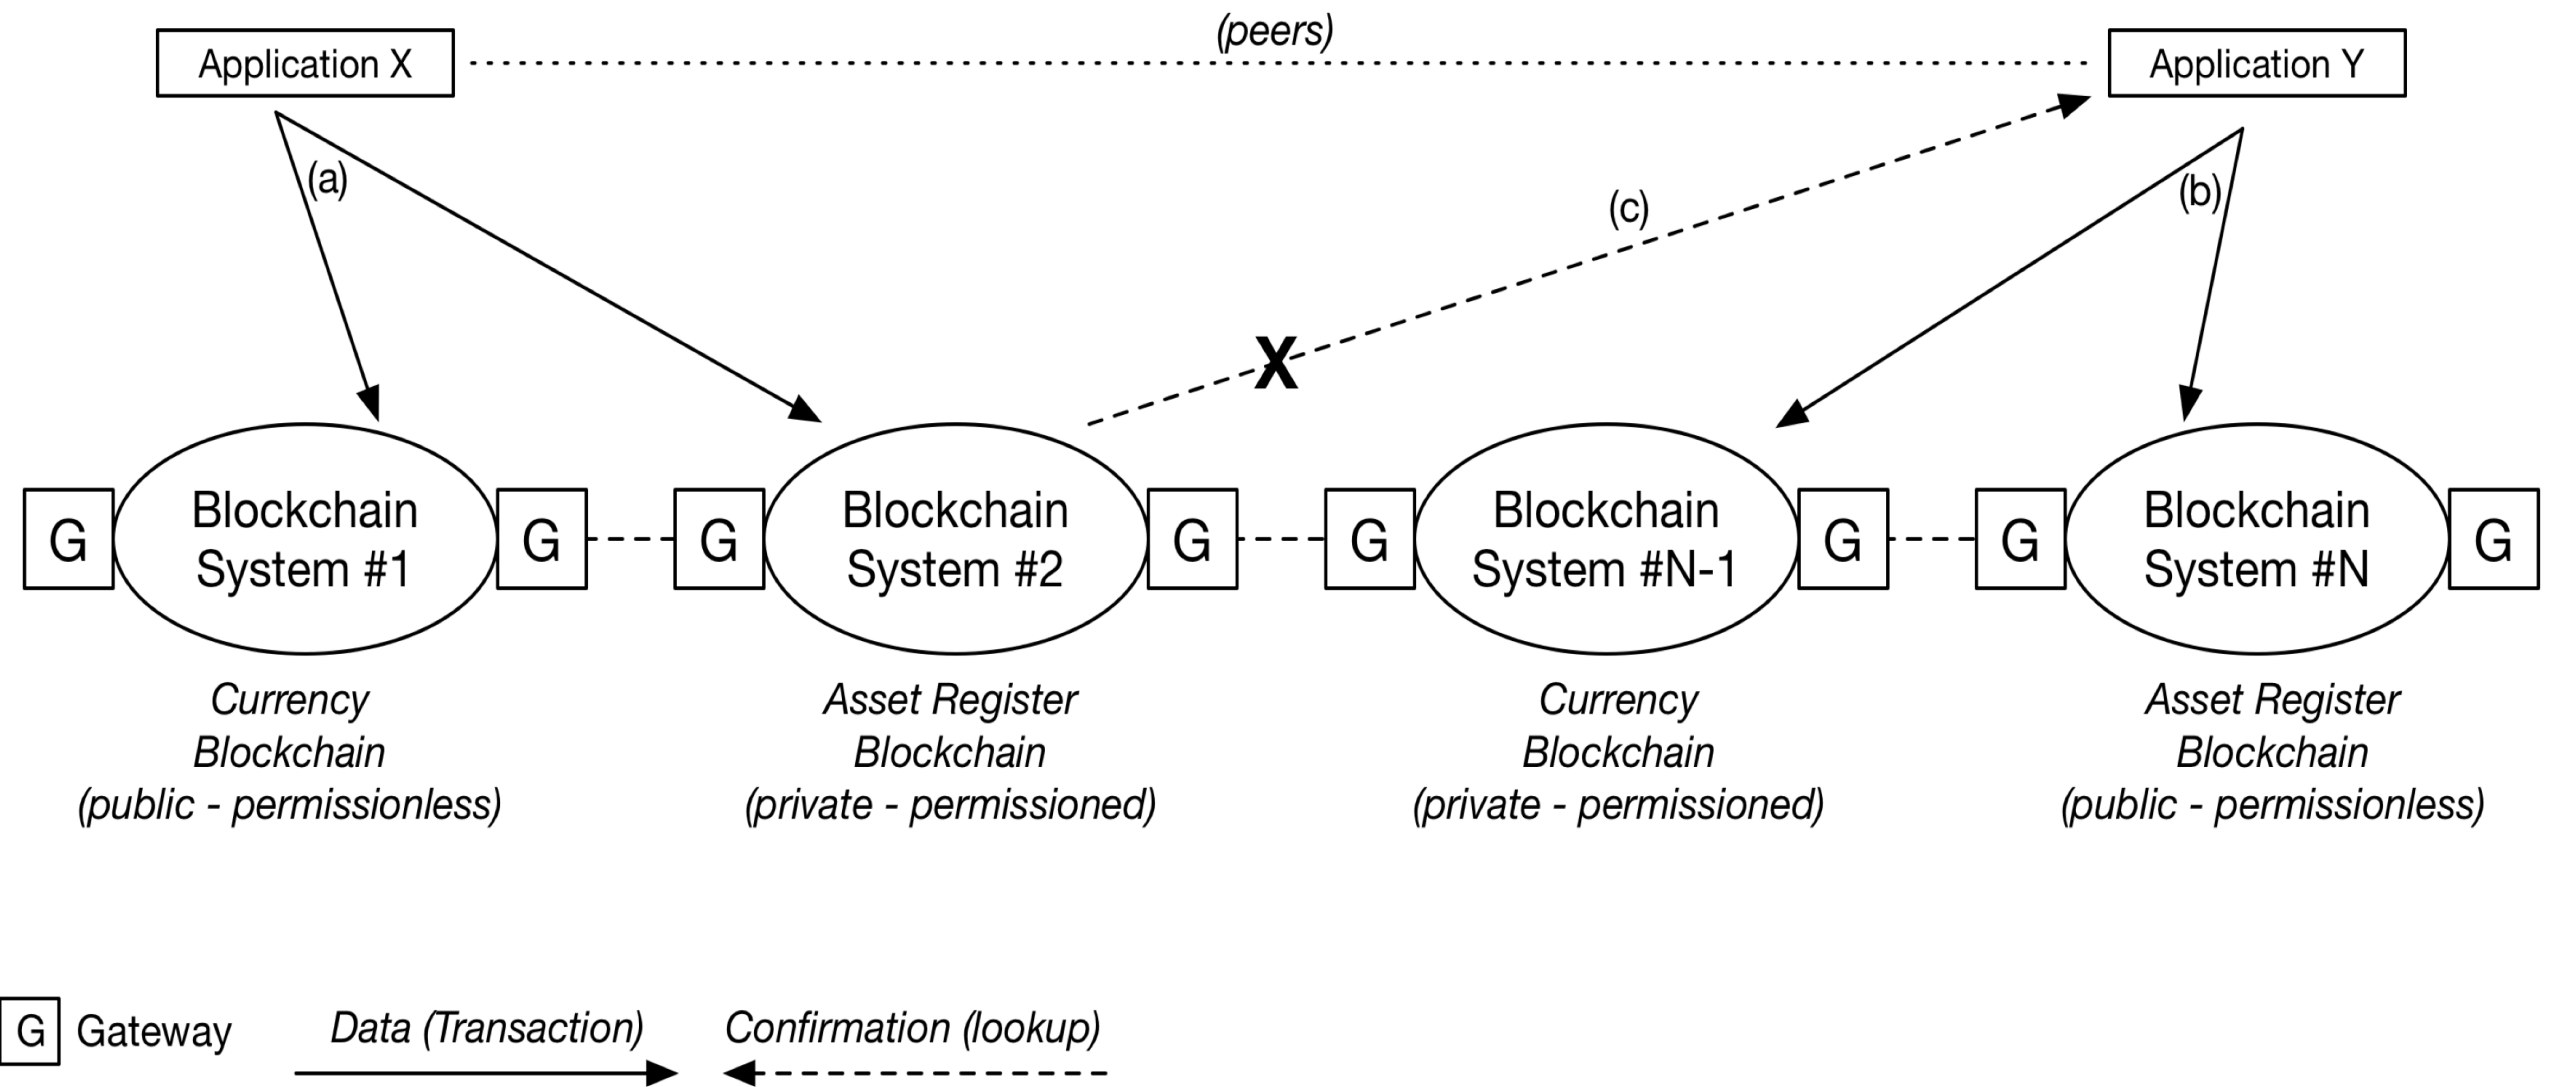 (peers)
Application X
Application Y
(a)
(b)
(c)
X
G
Blockchain
System #1
G
G
Blockchain
System #2
G
G
Blockchain
System #N-1
G
G
Blockchain
System #N
G
Currency
Blockchain
(public - permissionless)
Asset Register
Blockchain
(private - permissioned)
Currency
Blockchain
(private - permissioned)
Asset Register
Blockchain
(public - permissionless)
G Gateway
Data (Transaction)
Confirmation (lookup)